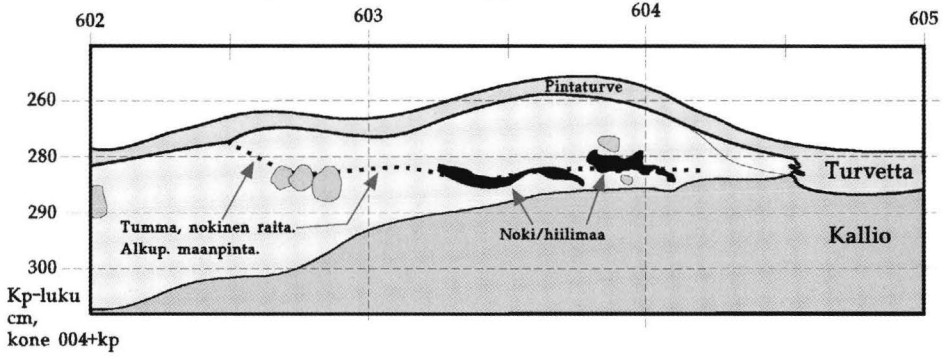 602 603 604 605
Pintaturve
260
280
Turvetta
290
Tumma, nokinen raita.
Alkup. maanpinta.
Noki/hiilimaa
Kallio
300
Kp-luku
cm,
kone 004+kp